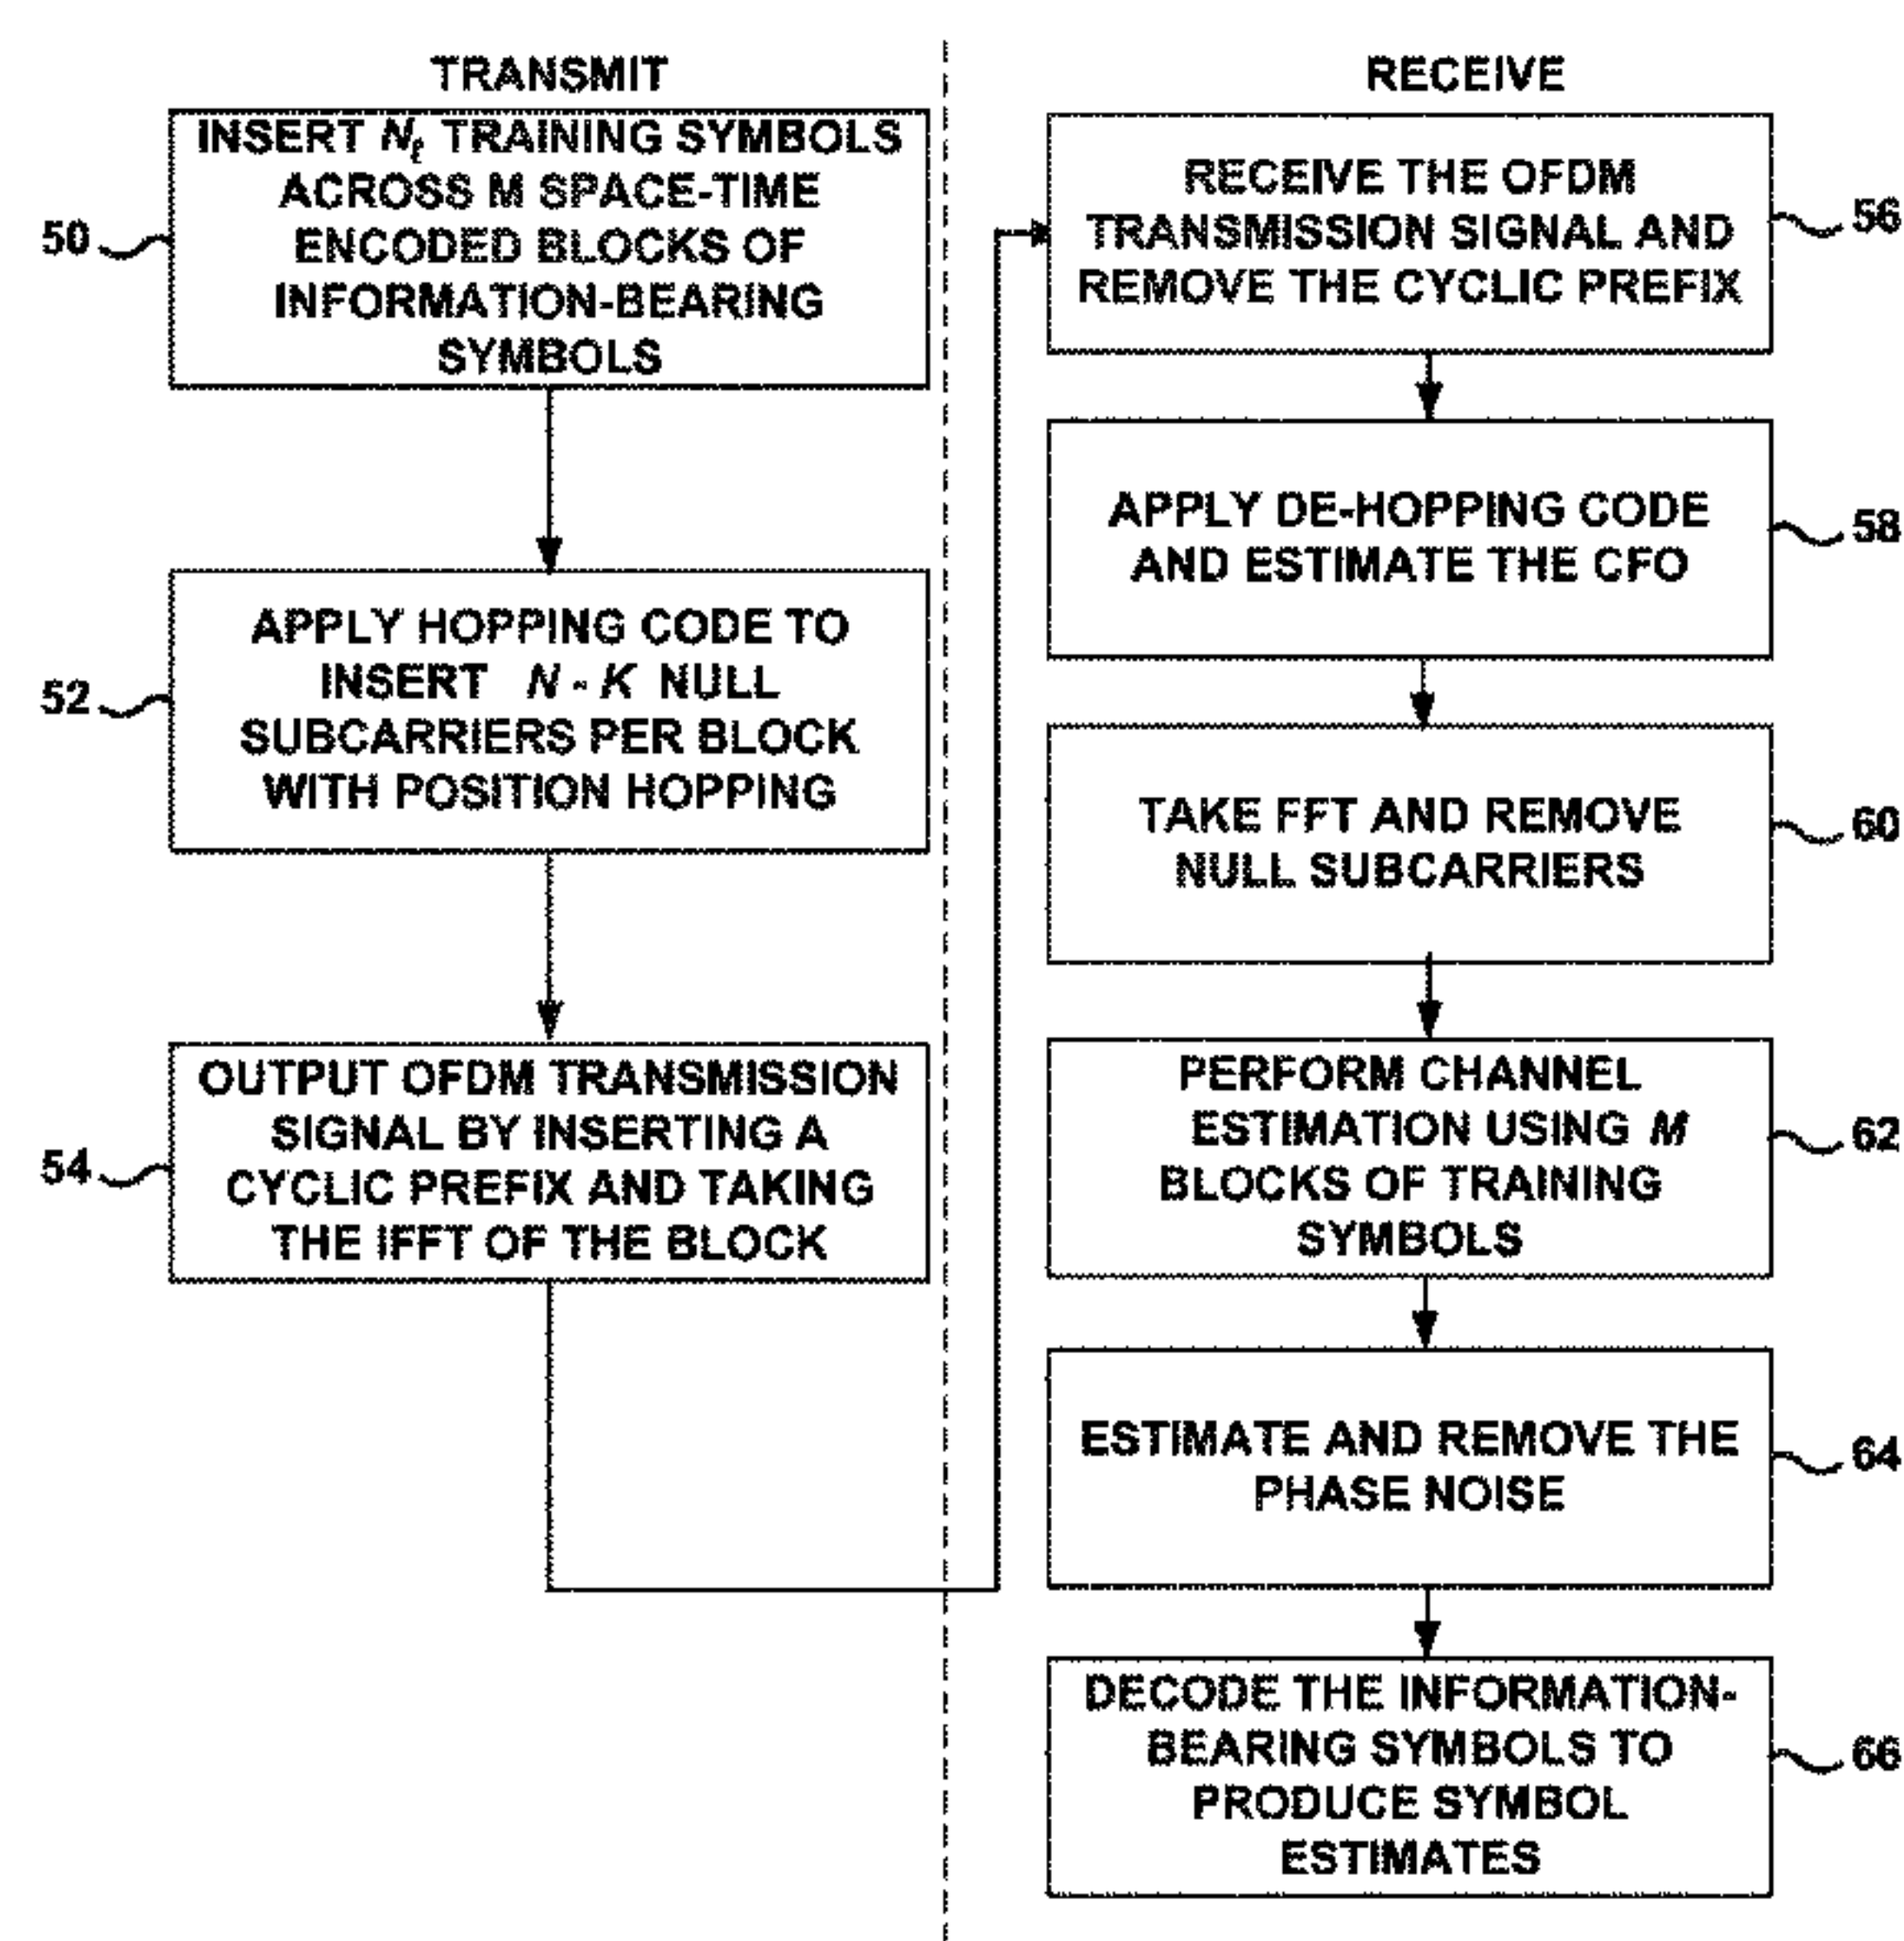 TRANSMIT
INSERT Nt TRAINING SYMBOLS
ACROSS M SPACE-TIME
ENCODED BLOCKS OF
INFORMATION-BEARING
SYMBOLS
50
APPLY HOPPING CODE TO
INSERT N - K NULL
SUBCARRIERS PER BLOCK
WITH POSITION HOPPING
52
OUTPUT OFDM TRANSMISSION
SIGNAL BY INSERTING A
CYCLIC PREFIX AND TAKING
THE IFFT OF THE BLOCK
54
RECEIVE
RECEIVE THE OFDM
TRANSMISSION SIGNAL AND
REMOVE THE CYCLIC PREFIX
56
APPLY DE-HOPPING CODE
AND ESTIMATE THE CFO
58
TAKE FFT AND REMOVE
NULL SUBCARRIERS
60
PERFORM CHANNEL
ESTIMATION USING M
BLOCKS OF TRAINING
SYMBOLS
62
ESTIMATE AND REMOVE THE
PHASE NOISE
64
DECODE THE INFORMATION-
BEARING SYMBOLS TO
PRODUCE SYMBOL
ESTIMATES
66